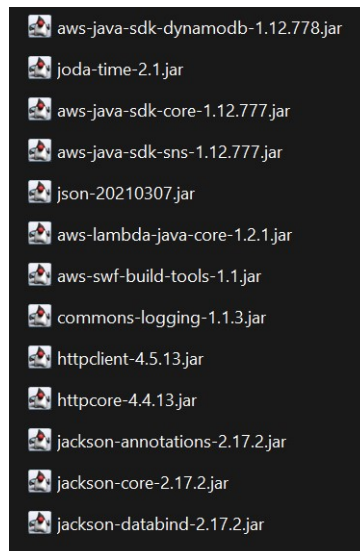 aws-java-sdk-dynamodb-1.12.778.jar
joda-time-2.1.jar
aws-java-sdk-core-1.12.777.jar
aws-java-sdk-sns-1.12.777.jar
json-20210307.jar
aws-lambda-java-core-1.2.1.jar
aws-swf-build-tools-1.1.jar
commons-logging-1.1.3.jar
httpclient-4.5.13.jar
httpcore-4.4.13.jar
jackson-annotations-2.17.2.jar
jackson-core-2.17.2.jar
jackson-databind-2.17.2.jar